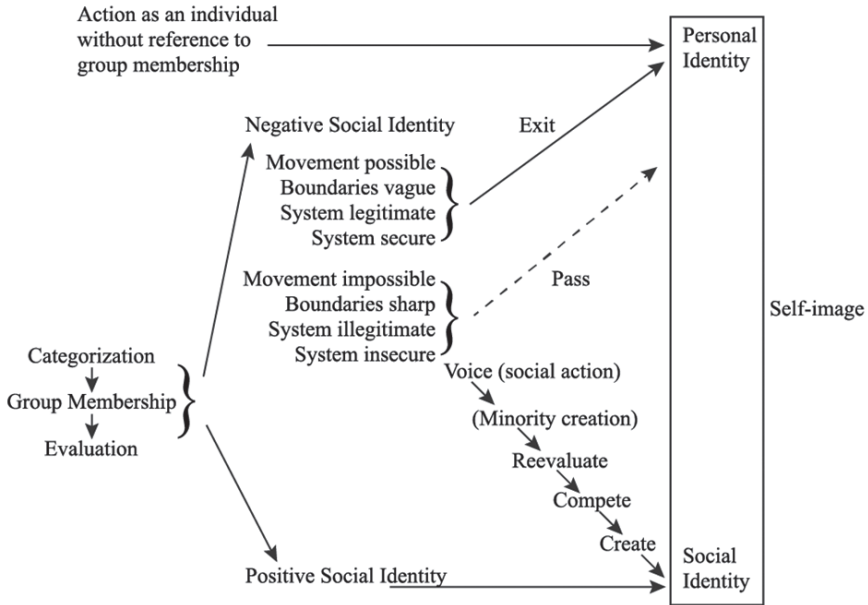 Action as an individual
without reference to
group membership
Personal
Identity
Negative Social Identity
Exit
Movement possible
Boundaries vague
System legitimate
System secure
Movement impossible
Boundaries sharp
System illegitimate
System insecure
Pass
Self-image
Categorization
Group Membership
Evaluation
Voice (social action)
(Minority creation)
Reevaluate
Compete
Create
Social
Identity
Positive Social Identity